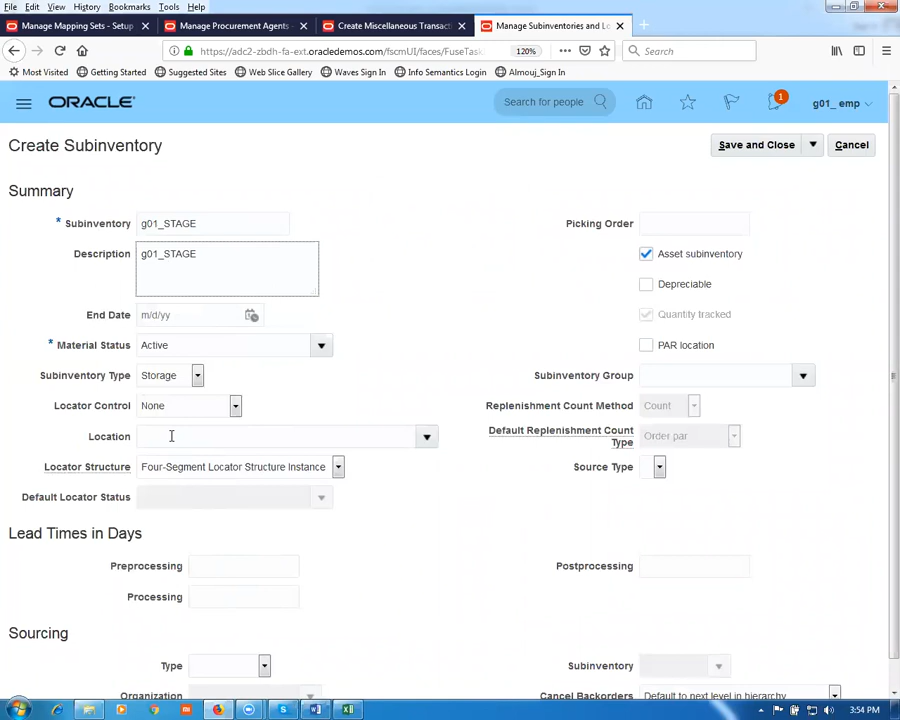 File Edit View History Bookmarks Tools Help
Manage Mapping Sets - Setup
Manage Procurement Agents -
Create Miscellaneous Transacti
Manage Subinventories and Lo
https://adc2-zbdh-fa-ext.oracledemos.com/fscmUI/faces/FuseTask
120%
Search
Most Visited Getting Started Suggested Sites Web Slice Gallery Waves Sign In Info Semantics Login Almouj_Sign In
ORACLE
Search for people
1
g01_ emp
Create Subinventory
Save and Close
Cancel
Summary
* Subinventory g01_STAGE
Picking Order
Description g01_STAGE
Asset subinventory
Depreciable
End Date m/d/yy
Quantity tracked
* Material Status Active
PAR location
Subinventory Type Storage
Subinventory Group
Locator Control None
Replenishment Count Method Count
Location
Default Replenishment Count Type Order par
Locator Structure Four-Segment Locator Structure Instance
Source Type
Default Locator Status
Lead Times in Days
Preprocessing
Postprocessing
Processing
Sourcing
Type
Subinventory
Organization
Cancel Backorders Default to next level in hierarchy
3:54 PM